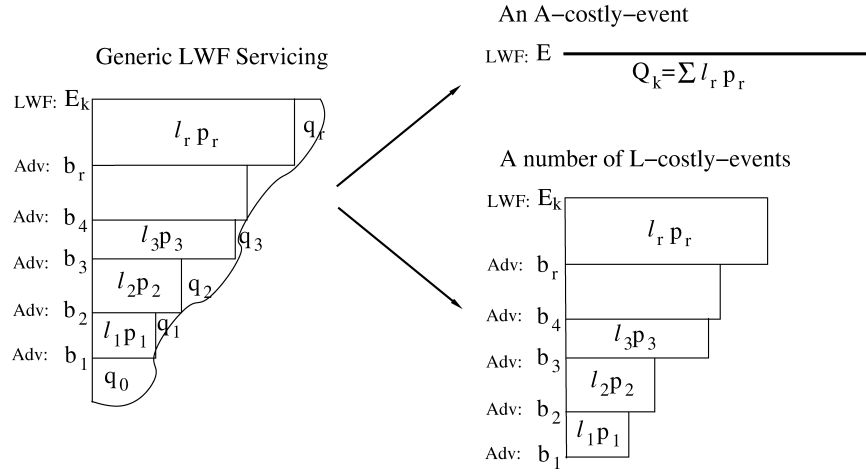 Generic LWF Servicing
LWF: E_k
l_r p_r
q_r
Adv: b_r
Adv: b_4
l_3 p_3
q_3
Adv: b_3
l_2 p_2
q_2
Adv: b_2
l_1 p_1
q_1
Adv: b_1
q_0
An A-costly-event
LWF: E
Q_k=Σ l_r p_r
A number of L-costly-events
LWF: E_k
l_r p_r
Adv: b_r
Adv: b_4
l_3 p_3
Adv: b_3
l_2 p_2
Adv: b_2
l_1 p_1
Adv: b_1